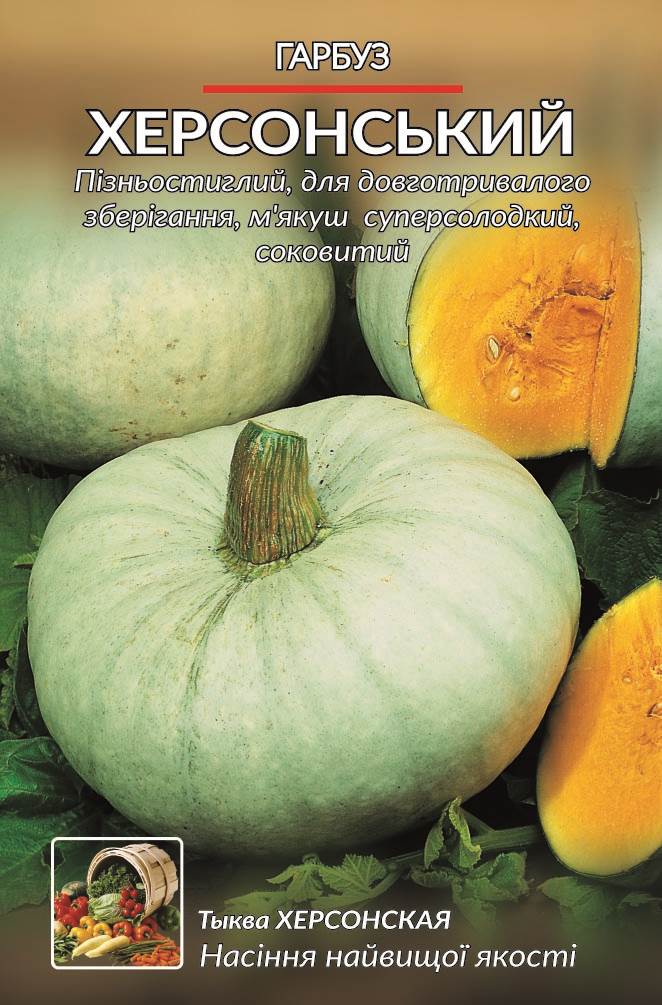 ГАРБУЗ
ХЕРСОНСЬКИЙ
Пізньостиглий, для довготривалого
зберігання, м'якуш суперсолодкий,
соковитий
Тыква ХЕРСОНСКАЯ
Насіння найвищої якості